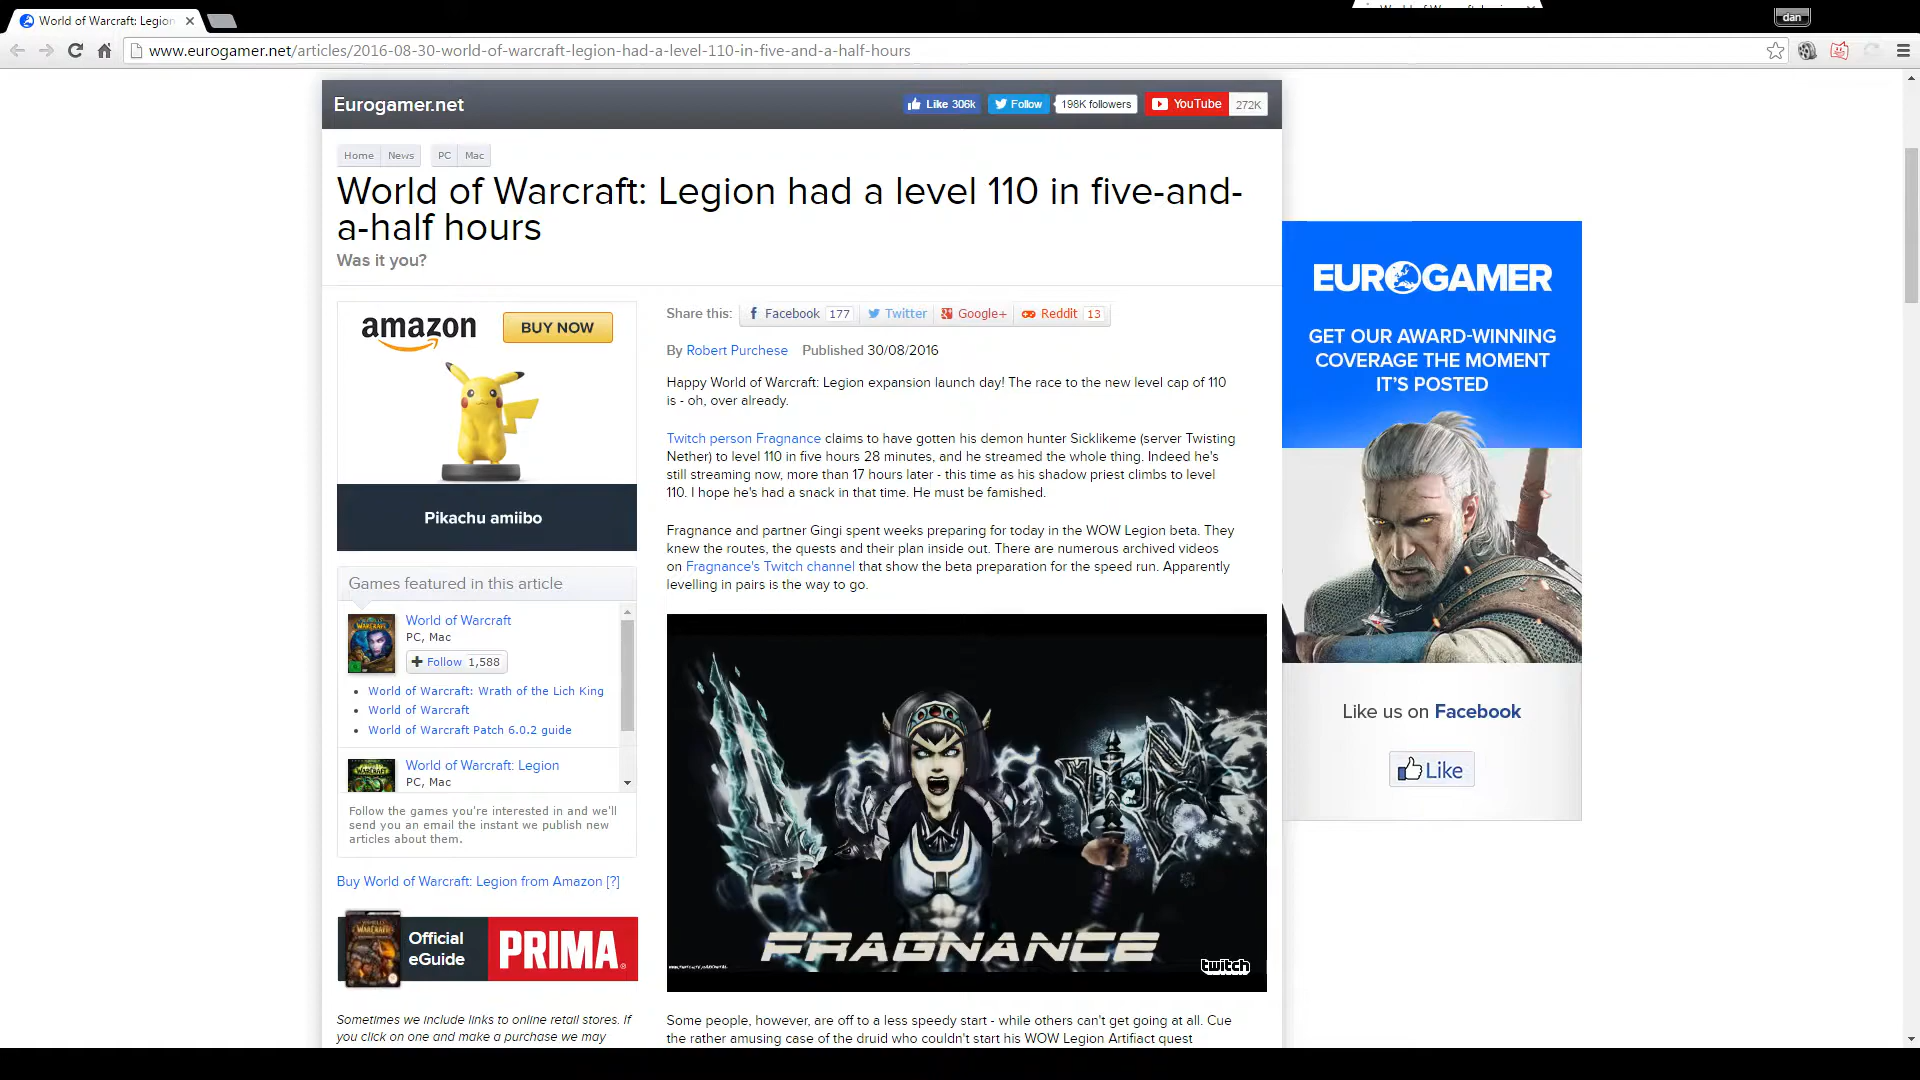 World of Warcraft: Legion
dan
www.eurogamer.net/articles/2016-08-30-world-of-warcraft-legion-had-a-level-110-in-five-and-a-half-hours
Eurogamer.net
Like 306k
Follow
198K followers
YouTube
272K
Home
News
PC
Mac
World of Warcraft: Legion had a level 110 in five-and-
a-half hours
Was it you?
amazon
BUY NOW
Pikachu amiibo
Games featured in this article
World of Warcraft
PC, Mac
Follow 1,588
World of Warcraft: Wrath of the Lich King
World of Warcraft
World of Warcraft Patch 6.0.2 guide
World of Warcraft: Legion
PC, Mac
Follow the games you're interested in and we'll
send you an email the instant we publish new
articles about them.
Buy World of Warcraft: Legion from Amazon [?]
Official
eGuide
PRIMA
Sometimes we include links to online retail stores. If
you click on one and make a purchase we may
Share this:
Facebook 177
Twitter
Google+
Reddit 13
By Robert Purchese Published 30/08/2016
Happy World of Warcraft: Legion expansion launch day! The race to the new level cap of 110
is - oh, over already.
Twitch person Fragnance claims to have gotten his demon hunter Sicklikeme (server Twisting
Nether) to level 110 in five hours 28 minutes, and he streamed the whole thing. Indeed he's
still streaming now, more than 17 hours later - this time as his shadow priest climbs to level
110. I hope he's had a snack in that time. He must be famished.
Fragnance and partner Gingi spent weeks preparing for today in the WOW Legion beta. They
knew the routes, the quests and their plan inside out. There are numerous archived videos
on Fragnance's Twitch channel that show the beta preparation for the speed run. Apparently
levelling in pairs is the way to go.
FRAGNANCE
twitch
Some people, however, are off to a less speedy start - while others can't get going at all. Cue
the rather amusing case of the druid who couldn't start his WOW Legion Artifiact quest
EUROGAMER
GET OUR AWARD-WINNING
COVERAGE THE MOMENT
IT'S POSTED
Like us on Facebook
Like